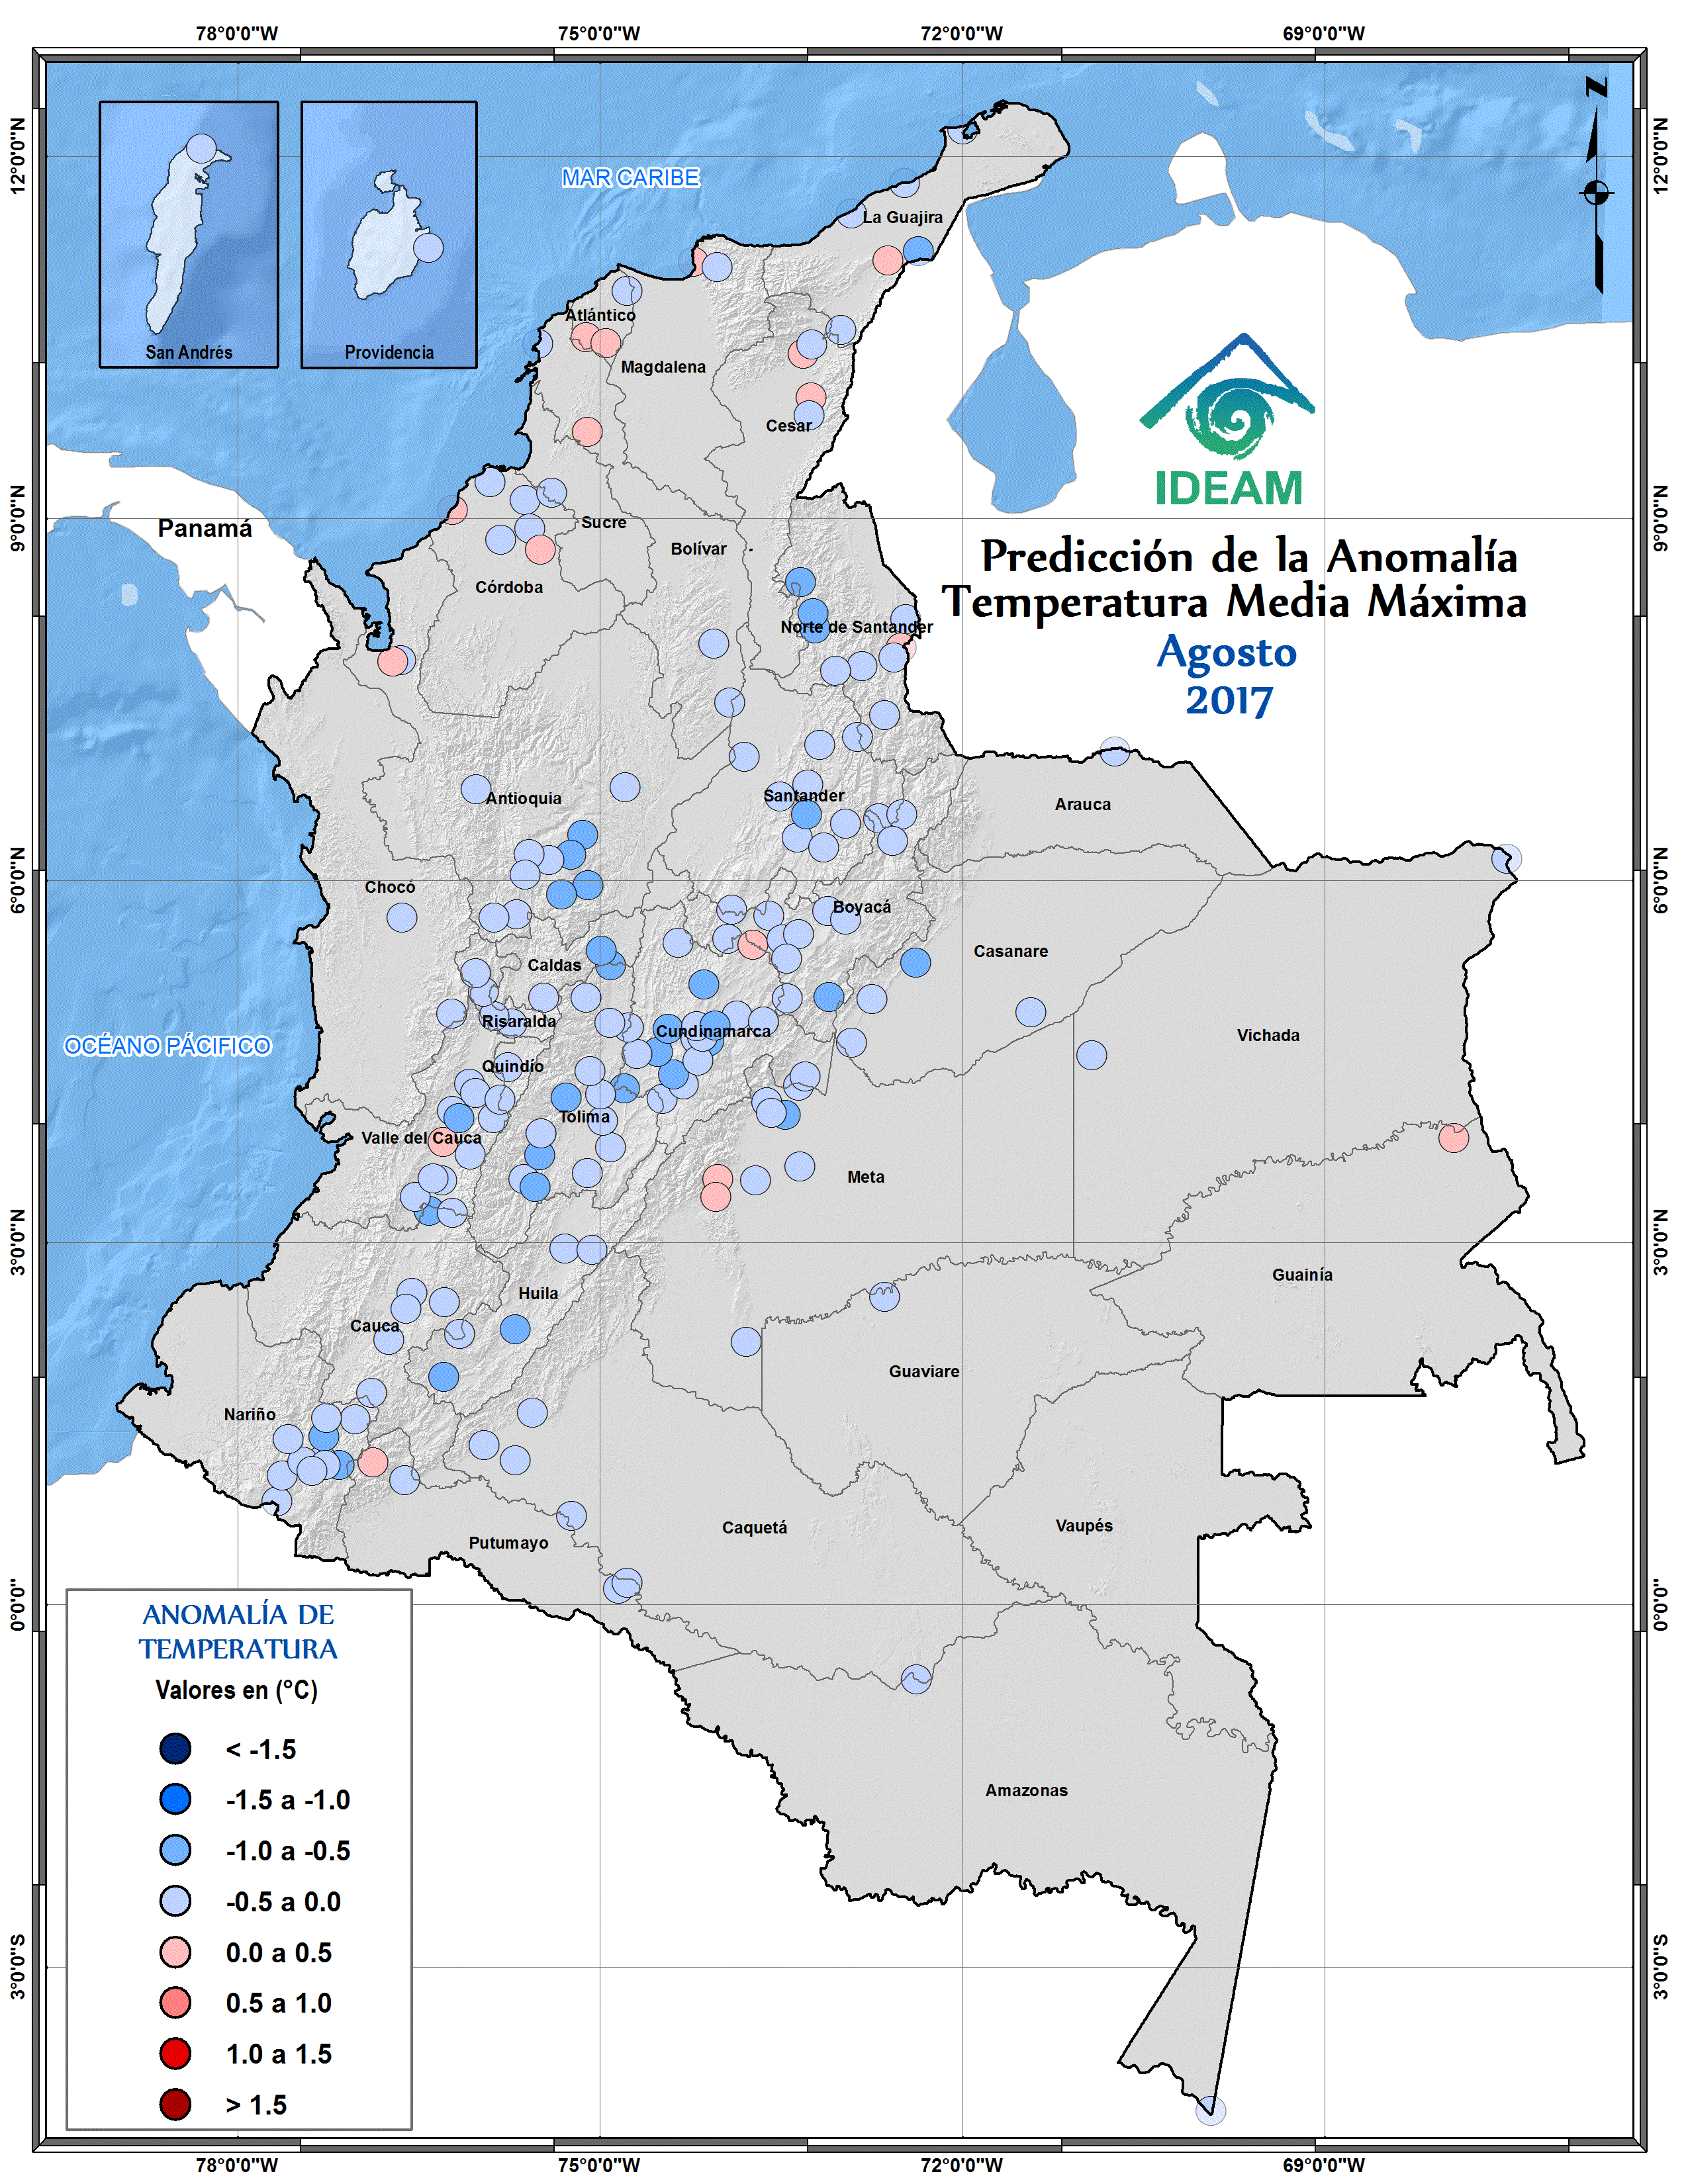 78°0'0"W 75°0'0"W 72°0'0"W 69°0'0"W
12°0'0"N
9°0'0"N
6°0'0"N
3°0'0"N
0°0'0"
3°0'0"S
12°0'0"N
9°0'0"N
6°0'0"N
3°0'0"N
0°0'0"
3°0'0"S
San Andrés
Providencia
MAR CARIBE
N
La Guajira
Atlántico
Magdalena
Cesar
IDEAM
Predicción de la Anomalía
Temperatura Media Máxima
Agosto
2017
Panamá
Sucre
Bolívar
Córdoba
Norte de Santander
Antioquia
Santander
Arauca
Chocó
Boyacá
Caldas
Casanare
Risaralda
Cundinamarca
Vichada
OCÉANO PÁCIFICO
Quindío
Tolima
Valle del Cauca
Meta
Guainía
Huila
Cauca
Guaviare
Nariño
Caquetá
Vaupés
Putumayo
Amazonas
ANOMALÍA DE
TEMPERATURA
Valores en (°C)
< -1.5
-1.5 a -1.0
-1.0 a -0.5
-0.5 a 0.0
0.0 a 0.5
0.5 a 1.0
1.0 a 1.5
> 1.5
78°0'0"W 75°0'0"W 72°0'0"W 69°0'0"W